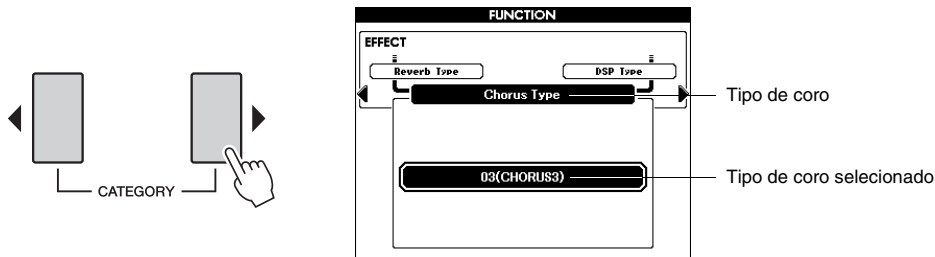 FUNCTION
EFFECT
Reverb Type
DSP Type
Chorus Type
Tipo de coro
03(CHORUS3)
Tipo de coro selecionado
CATEGORY